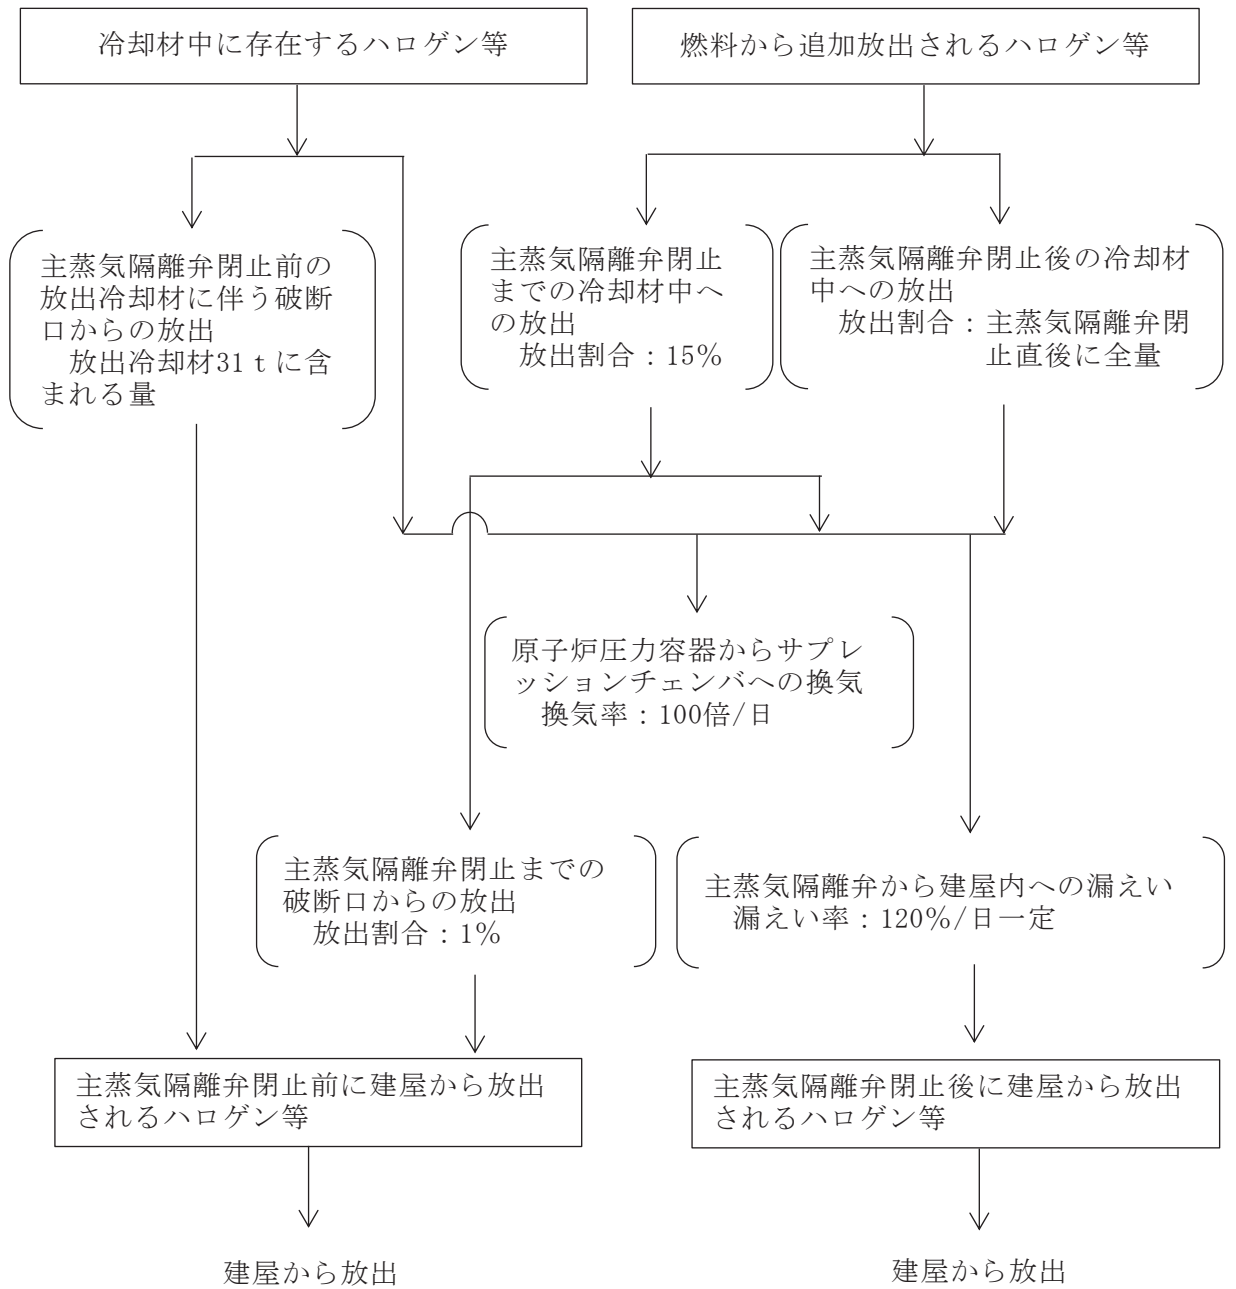 冷却材中に存在するハロゲン等
燃料から追加放出されるハロゲン等
主蒸気隔離弁閉止前の
放出冷却材に伴う破断
口からの放出
放出冷却材31ｔに含
まれる量
主蒸気隔離弁閉止
までの冷却材中へ
の放出
放出割合：15%
主蒸気隔離弁閉止後の冷却材
中への放出
放出割合：主蒸気隔離弁閉
止直後に全量
原子炉圧力容器からサプレ
ッションチェンバへの換気
換気率：100倍/日
主蒸気隔離弁閉止までの
破断口からの放出
放出割合：1%
主蒸気隔離弁から建屋内への漏えい
漏えい率：120%/日一定
主蒸気隔離弁閉止前に建屋から放出
されるハロゲン等
主蒸気隔離弁閉止後に建屋から放出
されるハロゲン等
建屋から放出
建屋から放出